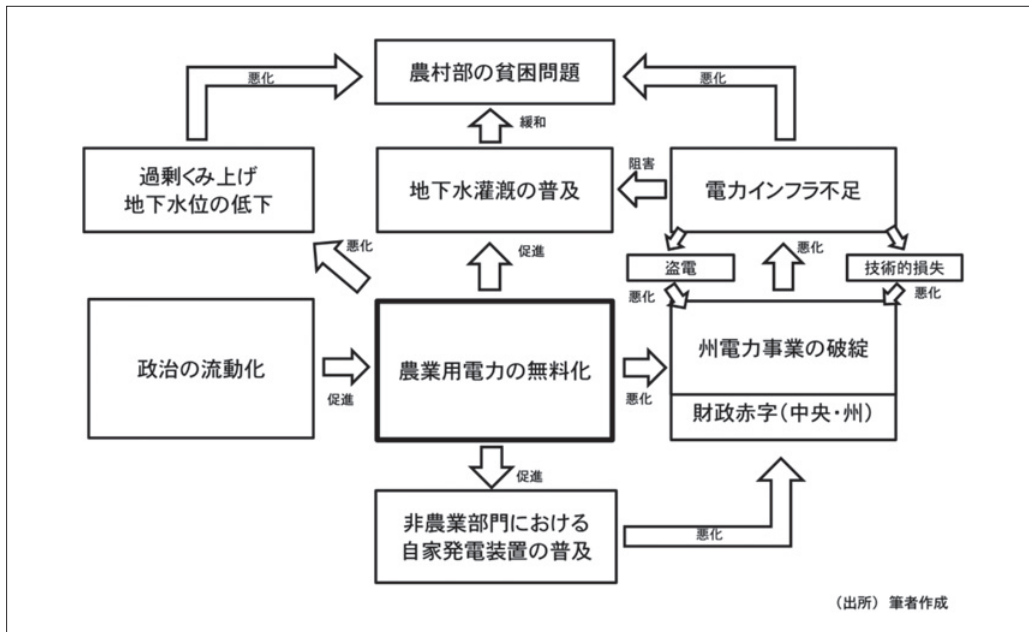 農村部の貧困問題
悪化
悪化
緩和
過剰くみ上げ
地下水位の低下
地下水灌漑の普及
阻害
電力インフラ不足
悪化
促進
盗電
悪化
技術的損失
悪化
悪化
政治の流動化
促進
農業用電力の無料化
悪化
州電力事業の破綻
財政赤字(中央・州)
促進
非農業部門における
自家発電装置の普及
悪化
(出所) 筆者作成